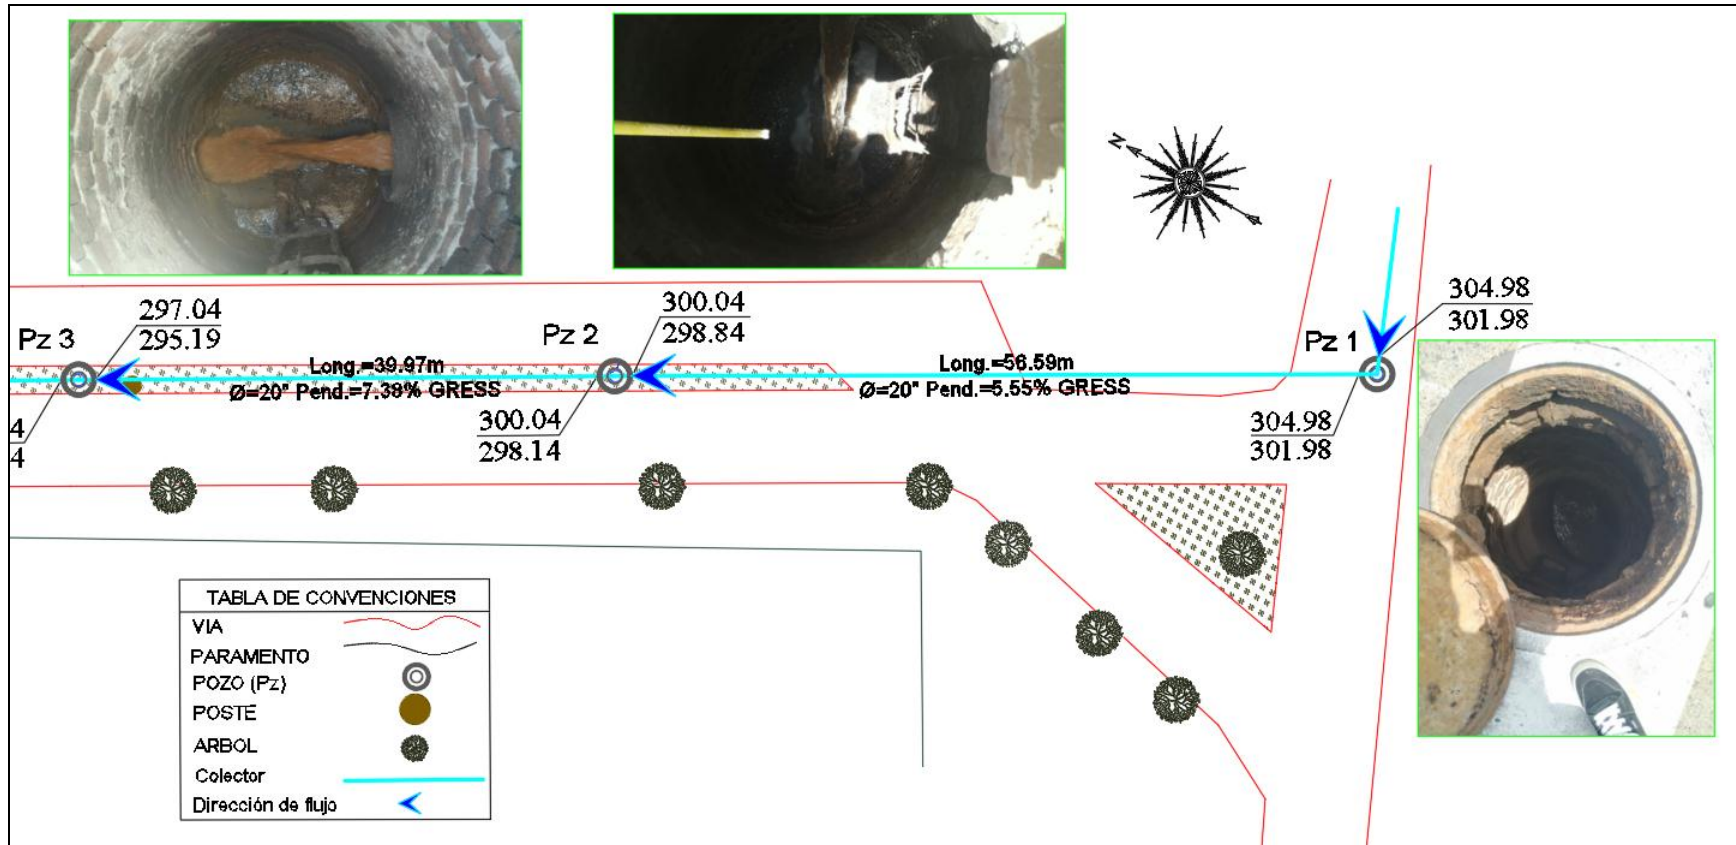 N
297.04
295.19
Pz 3
300.04
298.84
Pz 2
304.98
301.98
Pz 1
Long.=39.97m
Ø=20" Pend.=7.38% GRESS
Long.=56.59m
Ø=20" Pend.=5.55% GRESS
4
4
300.04
298.14
304.98
301.98
TABLA DE CONVENCIONES
VIA
PARAMENTO
POZO (Pz)
POSTE
ARBOL
Colector
Dirección de flujo